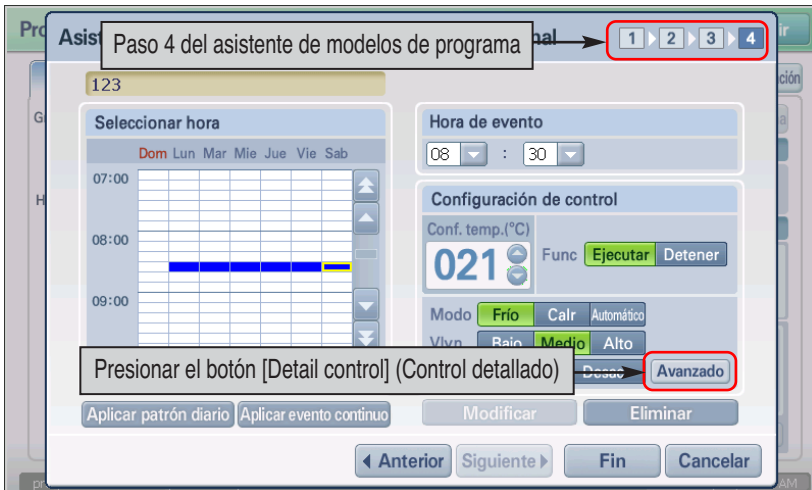 Asist
Paso 4 del asistente de modelos de programa
1 2 3 4
123
Seleccionar hora
Dom Lun Mar Mie Jue Vie Sab
07:00
08:00
09:00
Hora de evento
08 : 30
Configuración de control
Conf. temp.(°C)
021
Func Ejecutar Detener
Modo Frío Calr Automático
Vlvn Bajo Medio Alto
Presionar el botón [Detail control] (Control detallado)
Avanzado
Aplicar patrón diario Aplicar evento continuo
Modificar Eliminar
Anterior Siguiente Fin Cancelar